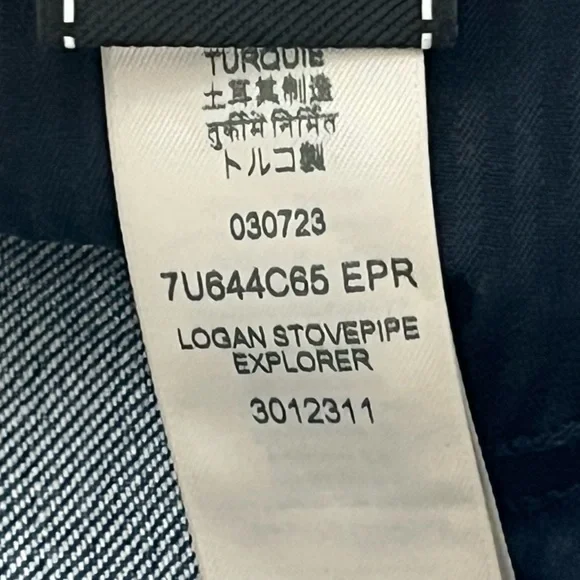 TURQUIE
土耳其制造
तुर्की में निर्मित
トルコ製
030723
7U644C65 EPR
LOGAN STOVEPIPE
EXPLORER
3012311